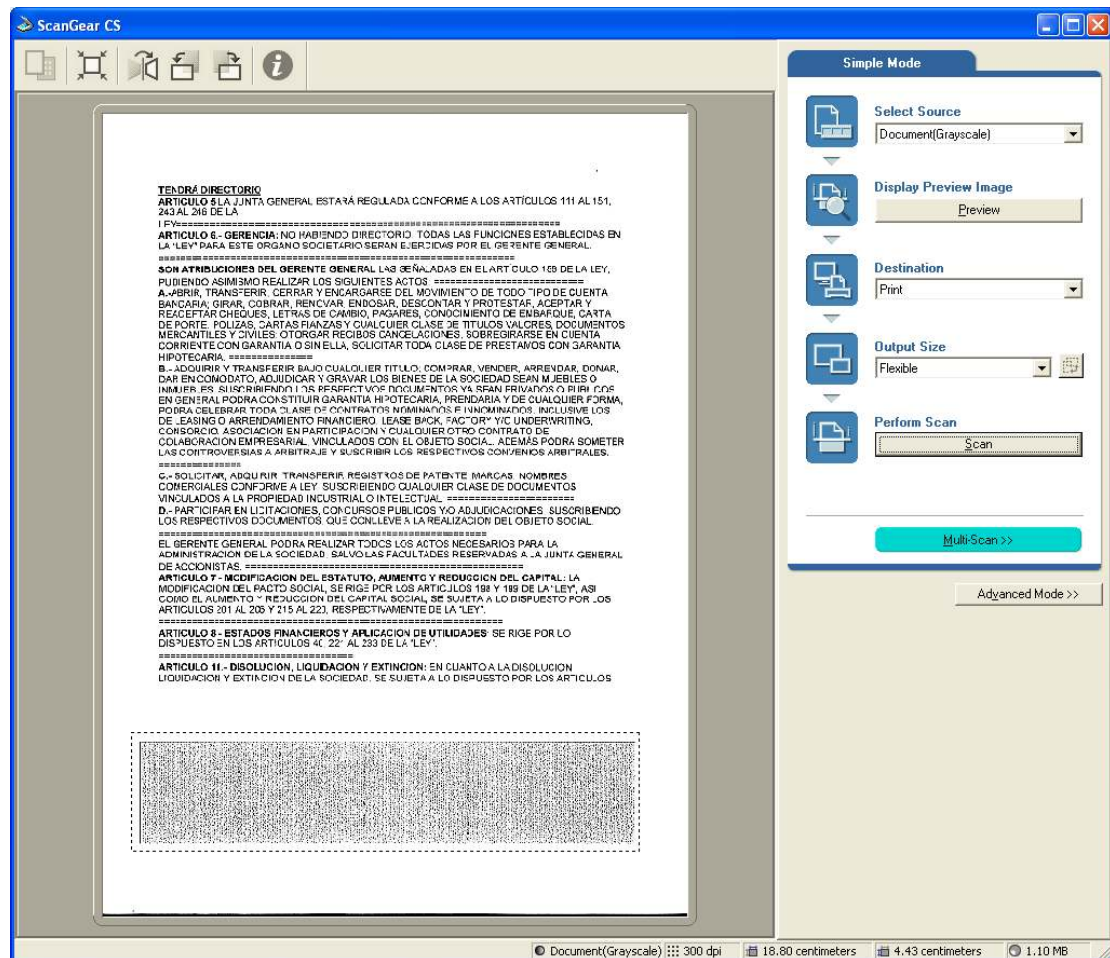 ScanGear CS
Simple Mode
Select Source
Document(Grayscale)
Display Preview Image
Preview
Destination
Print
Output Size
Flexible
Perform Scan
Scan
Multi-Scan >>
Advanced Mode >>
TENDRÁ DIRECTORIO
ARTICULO 5 LA JUNTA GENERAL ESTARÁ REGULADA CONFORME A LOS ARTÍCULOS 111 AL 151,
243 AL 246 DE LA
LEY==========================================================
ARTICULO 6.- GERENCIA: NO HABIENDO DIRECTORIO, TODAS LAS FUNCIONES ESTABLECIDAS EN
LA "LEY" PARA ESTE ORGANO SOCIETARIO SERAN EJERCIDAS POR EL GERENTE GENERAL.
======================================================
SON ATRIBUCIONES DEL GERENTE GENERAL LAS SEÑALADAS EN EL ARTICULO DE LA LEY,
PUDIENDO ASIMISMO REALIZAR LOS SIGUIENTES ACTOS: =======================
A.-ABRIR, TRANSFERIR, CERRAR Y ENCARGARSE DEL MOVIMIENTO DE TODO TIPO DE CUENTA
BANCARIA; GIRAR, COBRAR, RENOVAR, ENDOSAR, DESCONTAR Y PROTESTAR, ACEPTAR Y
REACEPTAR CHEQUES, LETRAS DE CAMBIO, PAGARES, CONOCIMIENTO DE EMBARQUE, CARTA
DE PORTE, POLIZAS, CARTAS FIANZAS Y CUALQUIER CLASE DE TITULOS VALORES, DOCUMENTOS
MERCANTILES Y CIVILES, OTORGAR RECIBOS CANCELACIONES, SOBREGIRARSE EN CUENTA
CORRIENTE CON GARANTIA O SIN ELLA, SOLICITAR TODA CLASE DE PRESTAMOS CON GARANTIA
HIPOTECARIA. ===============
B.- ADQUIRIR Y TRANSFERIR BAJO CUALQUIER TITULO; COMPRAR, VENDER, ARRENDAR, DONAR,
DAR EN COMODATO, ADJUDICAR Y GRAVAR LOS BIENES DE LA SOCIEDAD SEAN MUEBLES O
INMUEBLES, SUSCRIBIENDO LOS RESPECTIVOS DOCUMENTOS YA SEAN PRIVADOS O PUBLICOS
EN GENERAL PODRA CONSTITUIR GARANTIA HIPOTECARIA, PRENDARIA Y DE CUALQUIER FORMA,
PODRA CELEBRAR TODA CLASE DE CONTRATOS NOMINADOS E INNOMINADOS, INCLUSIVE LOS
DE LEASING O ARRENDAMIENTO FINANCIERO, LEASE BACK, FACTORY Y/O UNDERWRITING,
CONSORCIO, ASOCIACION EN PARTICIPACION Y CUALQUIER OTRO CONTRATO DE
COLABORACION EMPRESARIAL, VINCULADOS CON EL OBJETO SOCIAL. ADEMÁS PODRA SOMETER
LAS CONTROVERSIAS A ARBITRAJE Y SUSCRIBIR LOS RESPECTIVOS CONVENIOS ARBITRALES.
===============
C.- SOLICITAR, ADQUIRIR, TRANSFERIR REGISTROS DE PATENTE, MARCAS, NOMBRES
COMERCIALES CONFORME A LEY, SUSCRIBIENDO CUALQUIER CLASE DE DOCUMENTOS
VINCULADOS A LA PROPIEDAD INDUSTRIAL O INTELECTUAL. =====================
D.- PARTICIPAR EN LICITACIONES, CONCURSOS PUBLICOS Y/O ADJUDICACIONES, SUSCRIBIENDO
LOS RESPECTIVOS DOCUMENTOS, QUE CONLLEVE A LA REALIZACION DEL OBJETO SOCIAL.
==================================================
EL GERENTE GENERAL PODRA REALIZAR TODOS LOS ACTOS NECESARIOS PARA LA
ADMINISTRACION DE LA SOCIEDAD, SALVO LAS FACULTADES RESERVADAS A LA JUNTA GENERAL
DE ACCIONISTAS. ==========================================
ARTICULO 7 - MODIFICACION DEL ESTATUTO, AUMENTO Y REDUCCION DEL CAPITAL: LA
MODIFICACION DEL PACTO SOCIAL, SE RIGE POR LOS ARTICULOS 198 Y 199 DE LA "LEY", ASI
COMO EL AUMENTO Y REDUCCION DEL CAPITAL SOCIAL, SE SUJETA A LO DISPUESTO POR LOS
ARTICULOS 201 AL 206 Y 215 AL 220, RESPECTIVAMENTE DE LA "LEY".
====================================================
ARTICULO 8 - ESTADOS FINANCIEROS Y APLICACION DE UTILIDADES: SE RIGE POR LO
DISPUESTO EN LOS ARTICULOS 40, 221 AL 233 DE LA "LEY".
==============================
ARTICULO 11.- DISOLUCION, LIQUIDACION Y EXTINCION: EN CUANTO A LA DISOLUCION
LIQUIDACION Y EXTINCION DE LA SOCIEDAD, SE SUJETA A LO DISPUESTO POR LOS ARTICULOS
Document(Grayscale) 300 dpi 18.80 centimeters 4.43 centimeters 1.10 MB